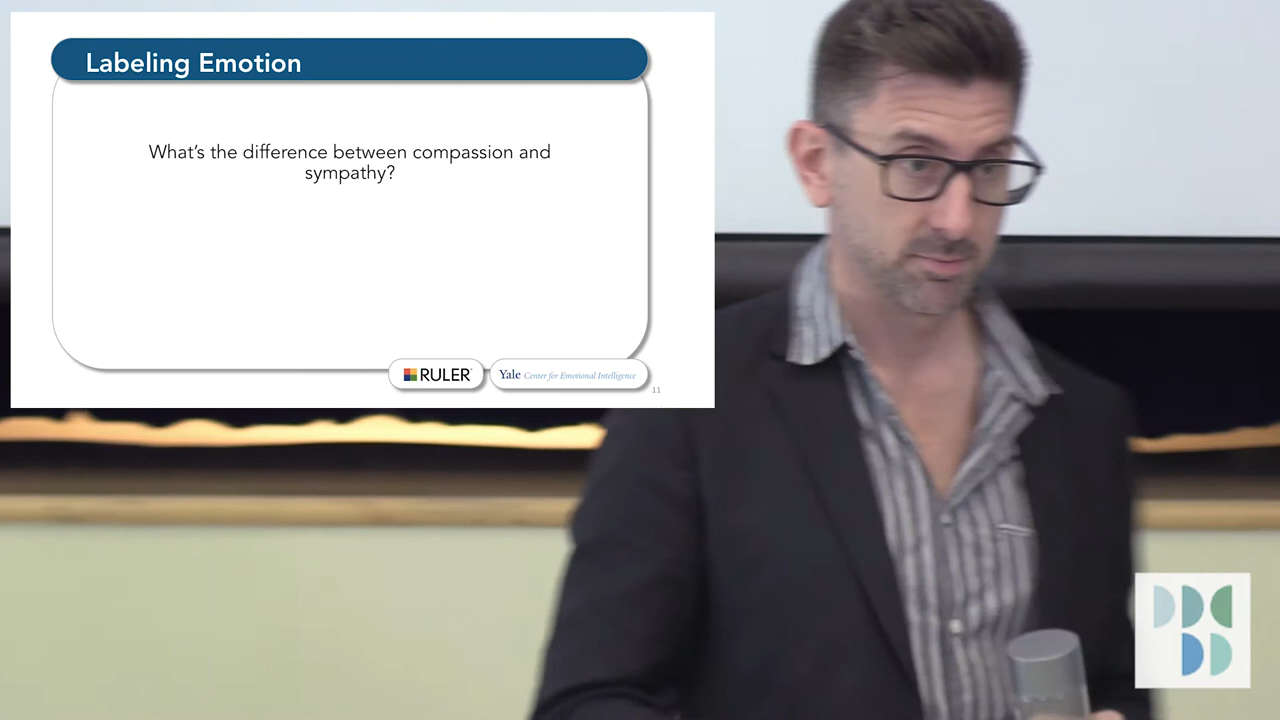 Labeling Emotion
What's the difference between compassion and
sympathy?
RULER
Yale Center for Emotional Intelligence
11